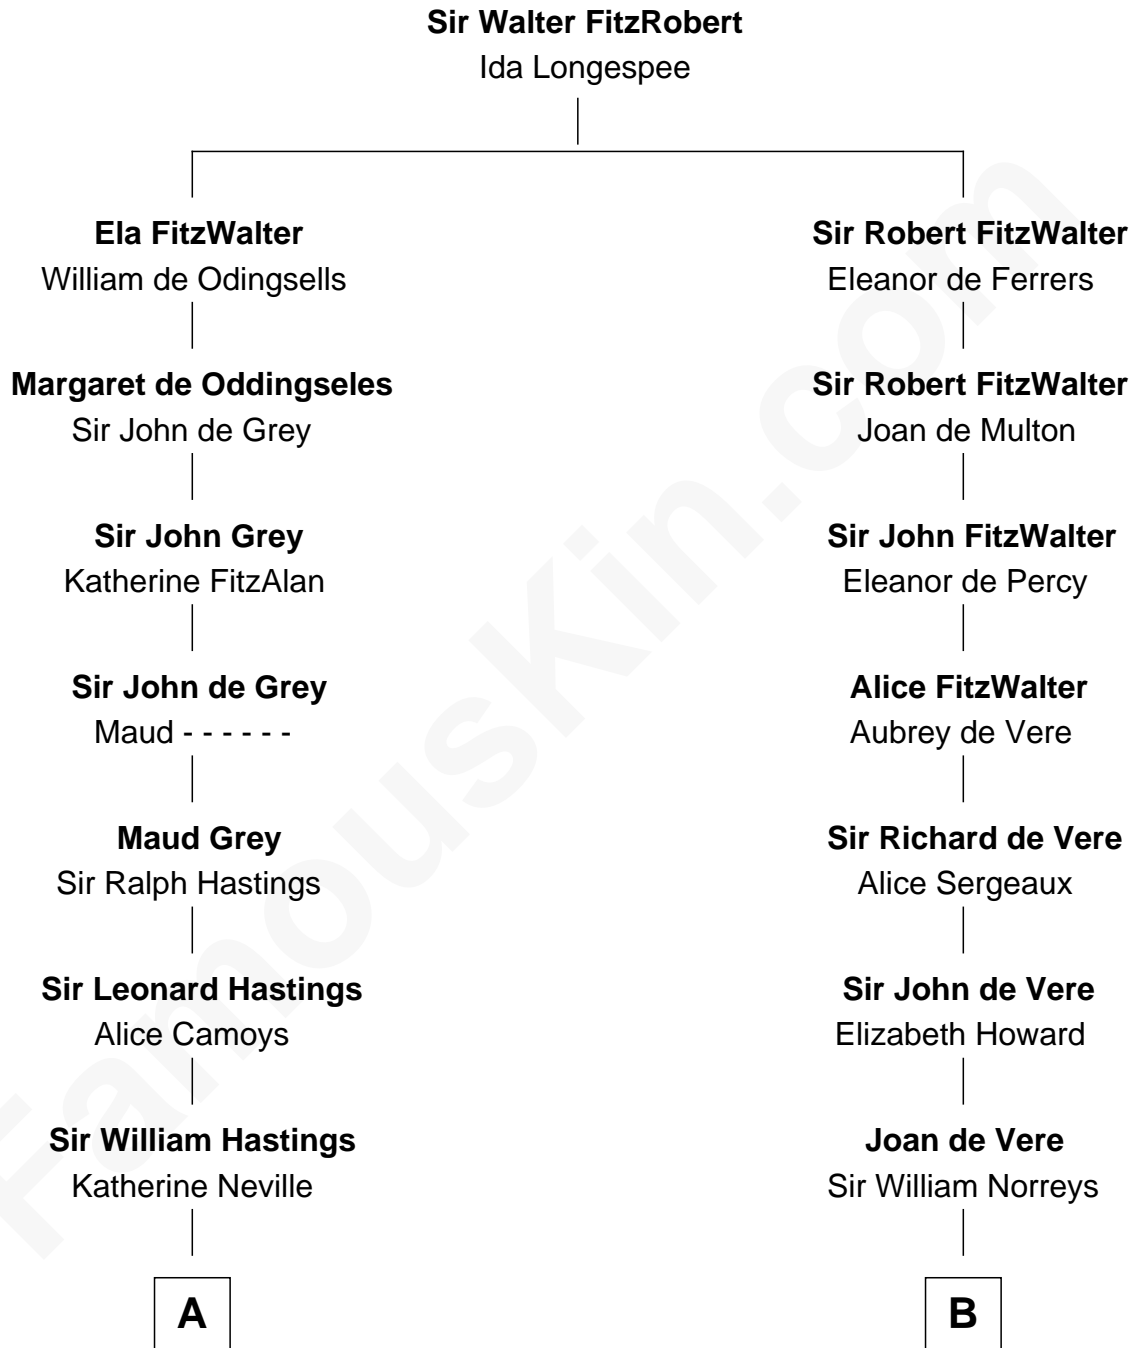 Sir Walter FitzRobert
Ida Longespee
Ela FitzWalter
William de Odingsells
Sir Robert FitzWalter
Eleanor de Ferrers
Margaret de Oddingseles
Sir John de Grey
Sir Robert FitzWalter
Joan de Multon
Sir John Grey
Katherine FitzAlan
Sir John FitzWalter
Eleanor de Percy
Sir John de Grey
Maud - - - - - -
Alice FitzWalter
Aubrey de Vere
Maud Grey
Sir Ralph Hastings
Sir Richard de Vere
Alice Sergeaux
Sir Leonard Hastings
Alice Camoys
Sir John de Vere
Elizabeth Howard
Sir William Hastings
Katherine Neville
Joan de Vere
Sir William Norreys
A
B
FamousKin.com